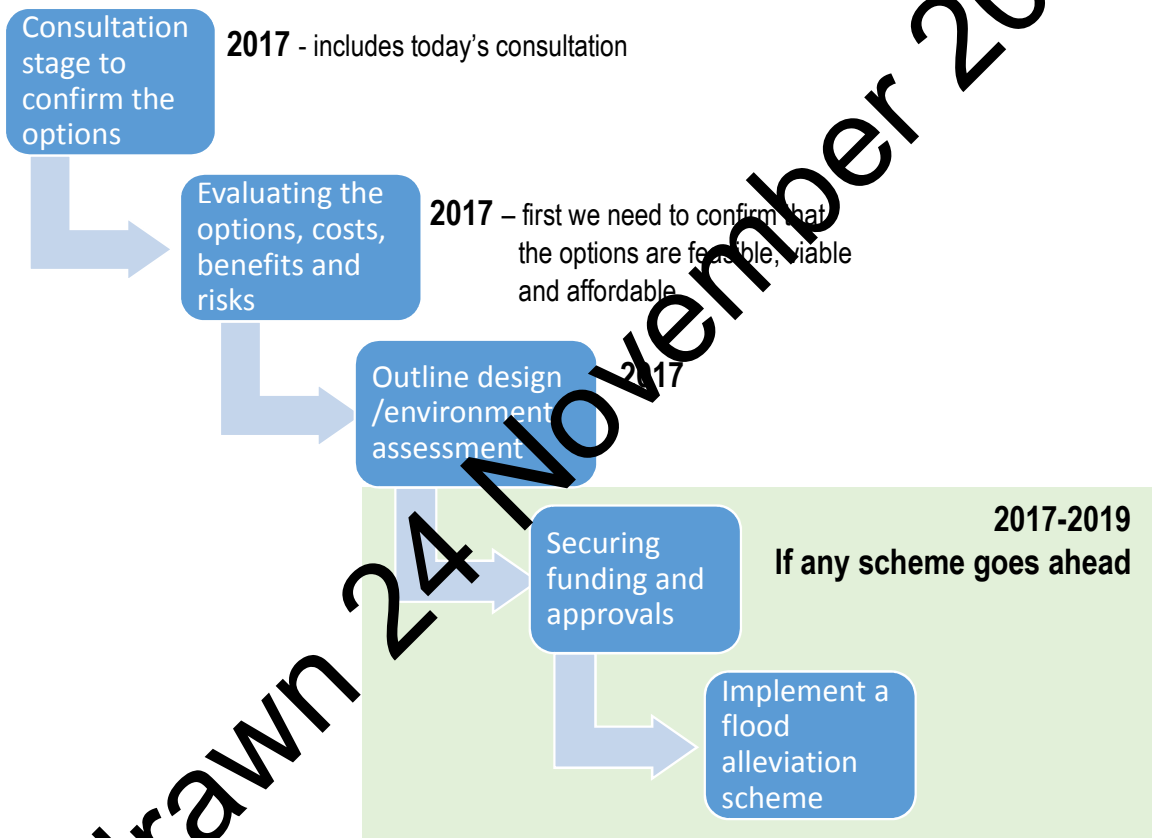 Consultation
stage to
confirm the
options
2017 - includes today's consultation
Evaluating the
options, costs,
benefits and
risks
2017 – first we need to confirm that
the options are feasible, viable
and affordable
Outline design
/environment
assessment
2017
2017-2019
If any scheme goes ahead
Securing
funding and
approvals
Implement a
flood
alleviation
scheme
drawn 24 November 20